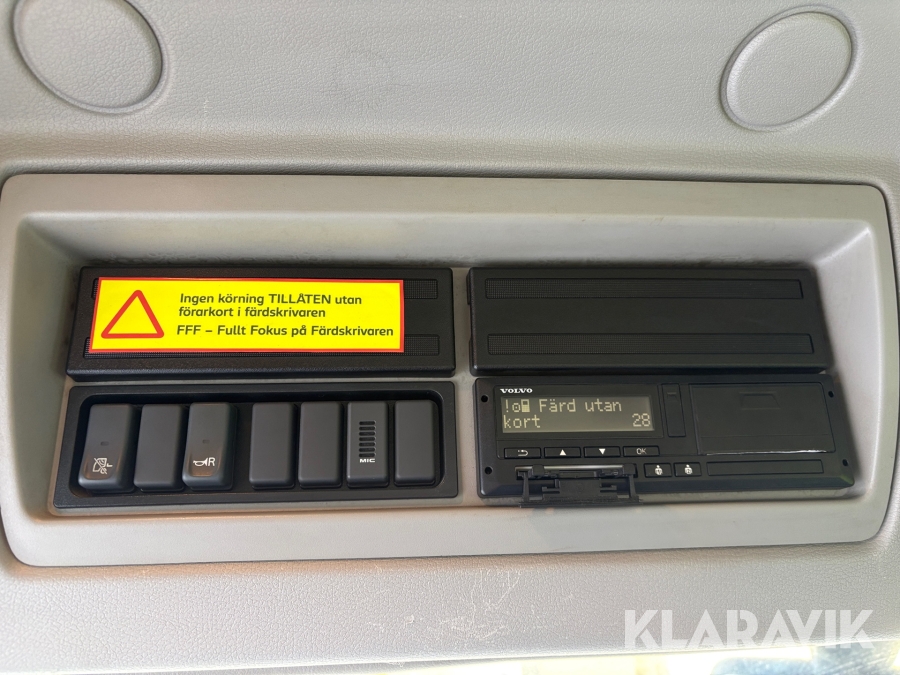 Ingen körning TILLÅTEN utan
förarkort i färdskrivaren
FFF – Fullt Fokus på Färdskrivaren
VOLVO
Färd utan
kort 28
OK
L
R
MIC
KLARAVIK